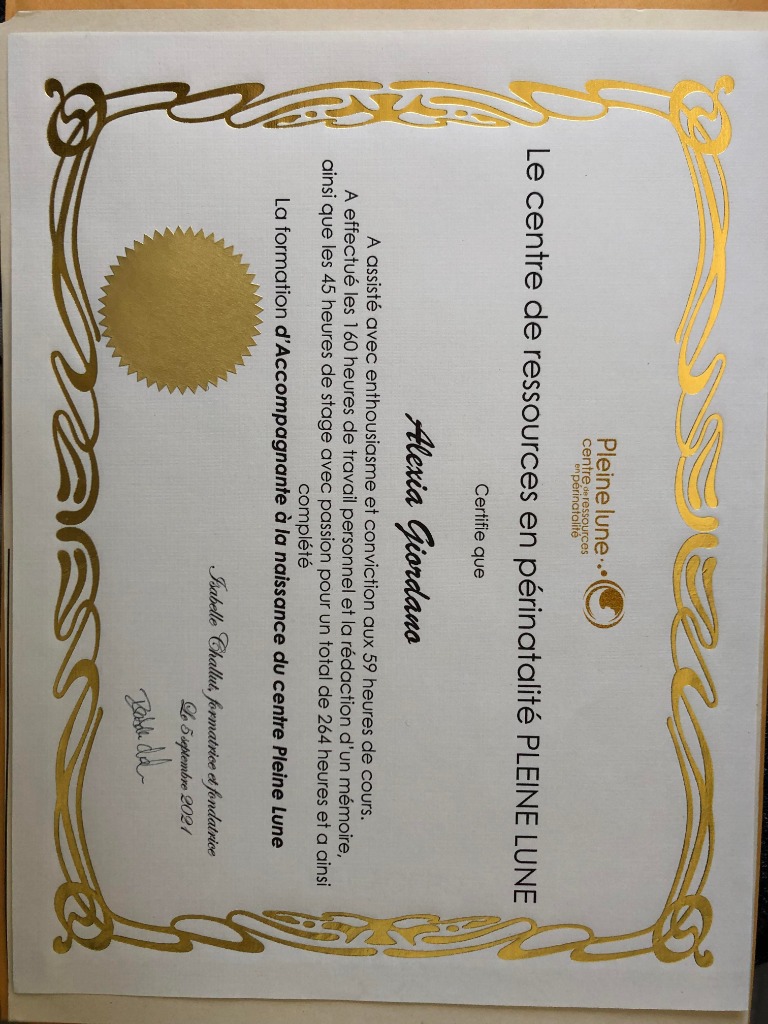 Pleine lune
centre de ressources
en périnatalité
Le centre de ressources en périnatalité PLEINE LUNE
Certifie que
Alexia Giordano
A assisté avec enthousiasme et conviction aux 59 heures de cours.
A effectué les 160 heures de travail personnel et la rédaction d'un mémoire,
ainsi que les 45 heures de stage avec passion pour un total de 264 heures et a ainsi
complété
La formation d'Accompagnante à la naissance du centre Pleine Lune
Isabelle Challut, formatrice et fondatrice
Le 5 septembre 2021